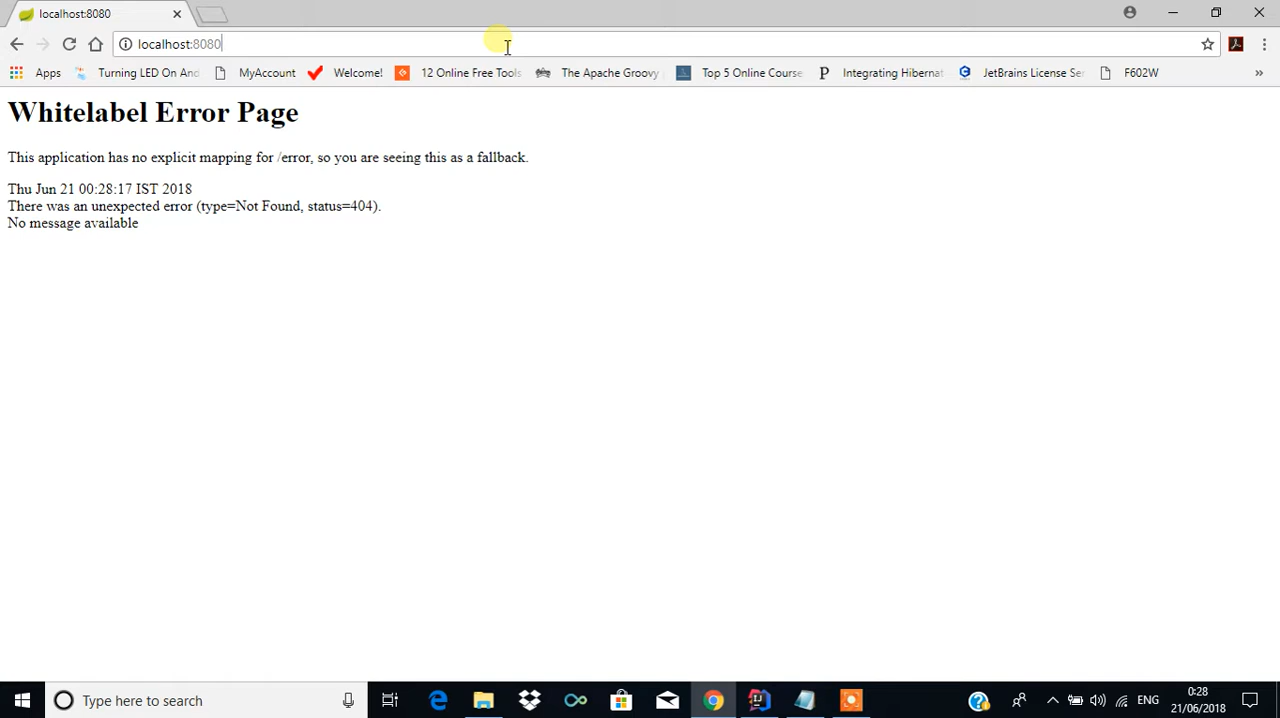 localhost:8080
localhost:8080
Apps
Turning LED On And
MyAccount
Welcome!
12 Online Free Tools
The Apache Groovy
Top 5 Online Course
Integrating Hibernat
JetBrains License Ser
F602W
»
Whitelabel Error Page
This application has no explicit mapping for /error, so you are seeing this as a fallback.
Thu Jun 21 00:28:17 IST 2018
There was an unexpected error (type=Not Found, status=404).
No message available
Type here to search
ENG
0:28
21/06/2018